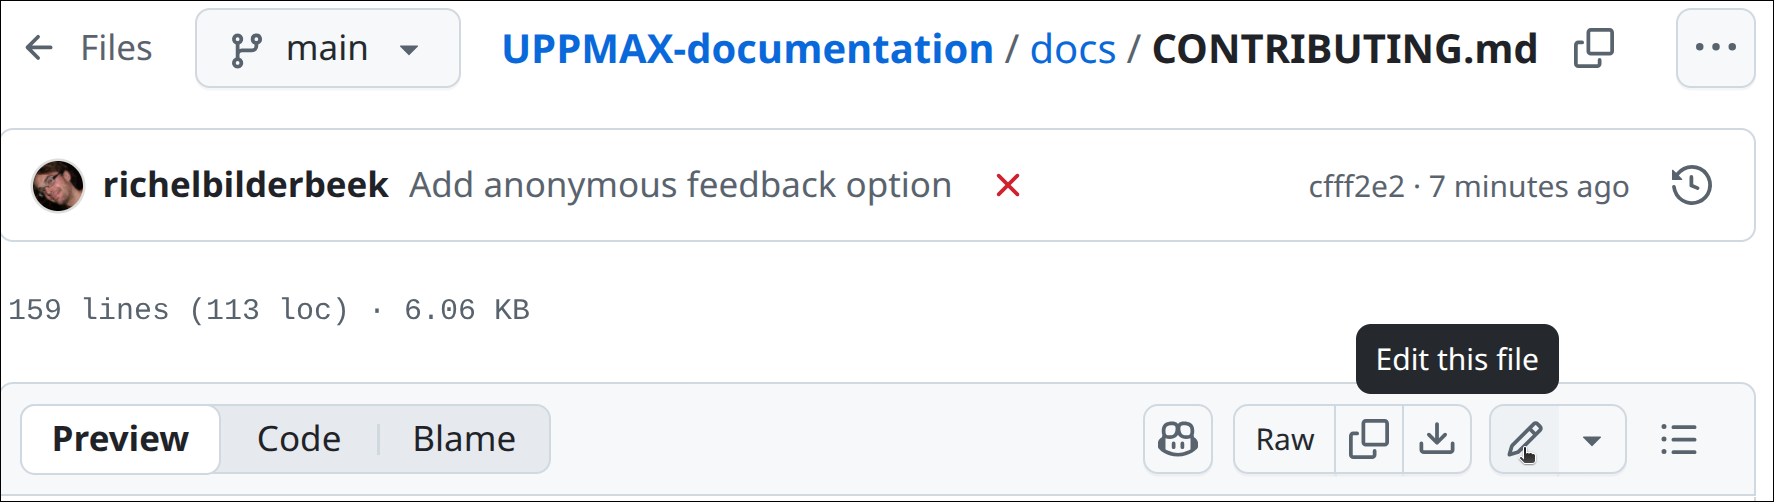 Files main UPPMAX-documentation / docs / CONTRIBUTING.md
richelbilderbeek Add anonymous feedback option cfff2e2 · 7 minutes ago
159 lines (113 loc) · 6.06 KB
Edit this file
Preview Code Blame Raw